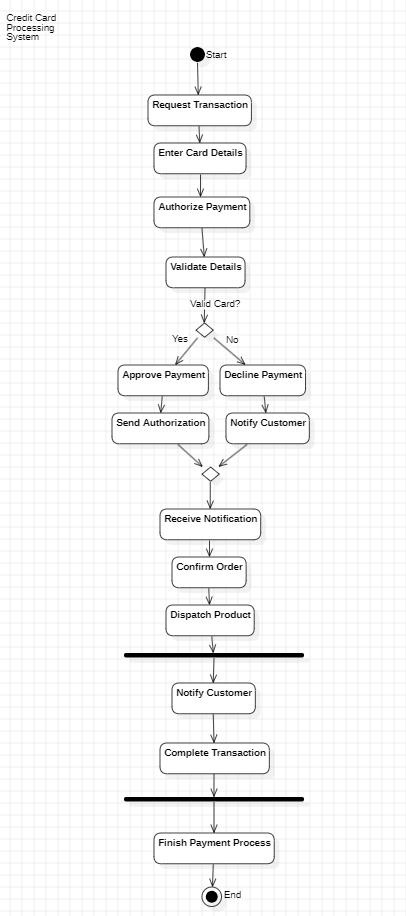 Credit Card
Processing
System
Start
Request Transaction
Enter Card Details
Authorize Payment
Validate Details
Valid Card?
Yes
No
Approve Payment
Decline Payment
Send Authorization
Notify Customer
Receive Notification
Confirm Order
Dispatch Product
Notify Customer
Complete Transaction
Finish Payment Process
End